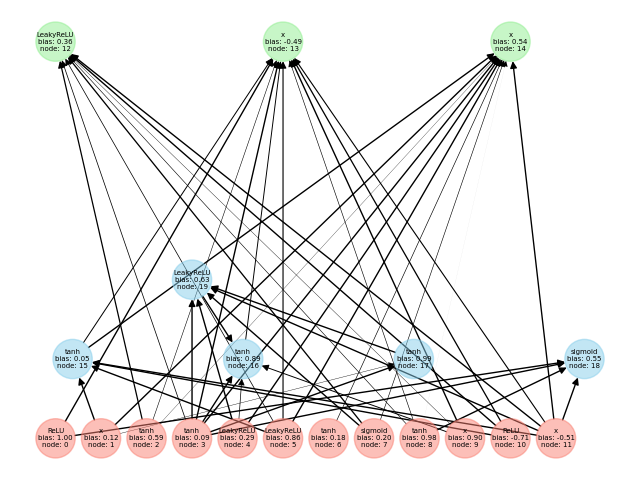 LeakyReLU
bias: 0.36
node: 12
x
bias: -0.49
node: 13
x
bias: 0.54
node: 14
LeakyReLU
bias: 0.63
node: 19
tanh
bias: 0.05
node: 15
tanh
bias: 0.89
node: 16
tanh
bias: 0.99
node: 17
sigmoid
bias: 0.55
node: 18
ReLU
bias: 1.00
node: 0
x
bias: 0.12
node: 1
tanh
bias: 0.59
node: 2
tanh
bias: 0.09
node: 3
LeakyReLU
bias: 0.29
node: 4
LeakyReLU
bias: 0.86
node: 5
tanh
bias: 0.18
node: 6
sigmoid
bias: 0.20
node: 7
tanh
bias: 0.98
node: 8
x
bias: 0.90
node: 9
ReLU
bias: -0.71
node: 10
x
bias: -0.51
node: 11